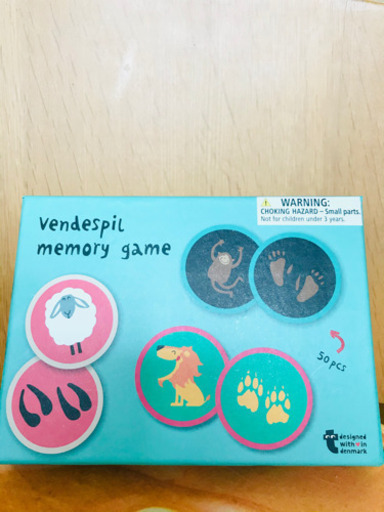 WARNING:
CHOKING HAZARD – Small parts.
Not for children under 3 years.
vendespil
memory game
50 pcs
designed
with ♥ in
denmark